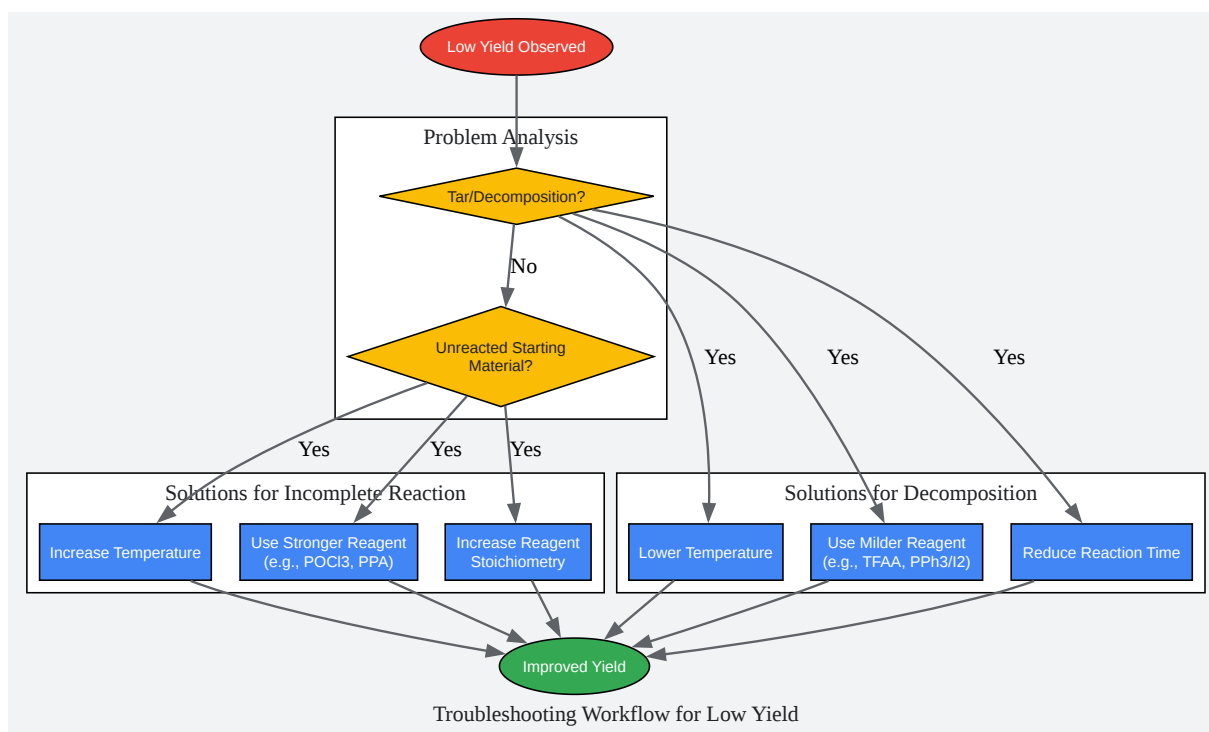 Low Yield Observed
Problem Analysis
Tar/Decomposition?
No
Unreacted Starting
Material?
Yes
Yes
Yes
Yes
Yes
Yes
Solutions for Incomplete Reaction
Increase Temperature
Use Stronger Reagent
(e.g., POCl3, PPA)
Increase Reagent
Stoichiometry
Solutions for Decomposition
Lower Temperature
Use Milder Reagent
(e.g., TFAA, PPh3/I2)
Reduce Reaction Time
Improved Yield
Troubleshooting Workflow for Low Yield